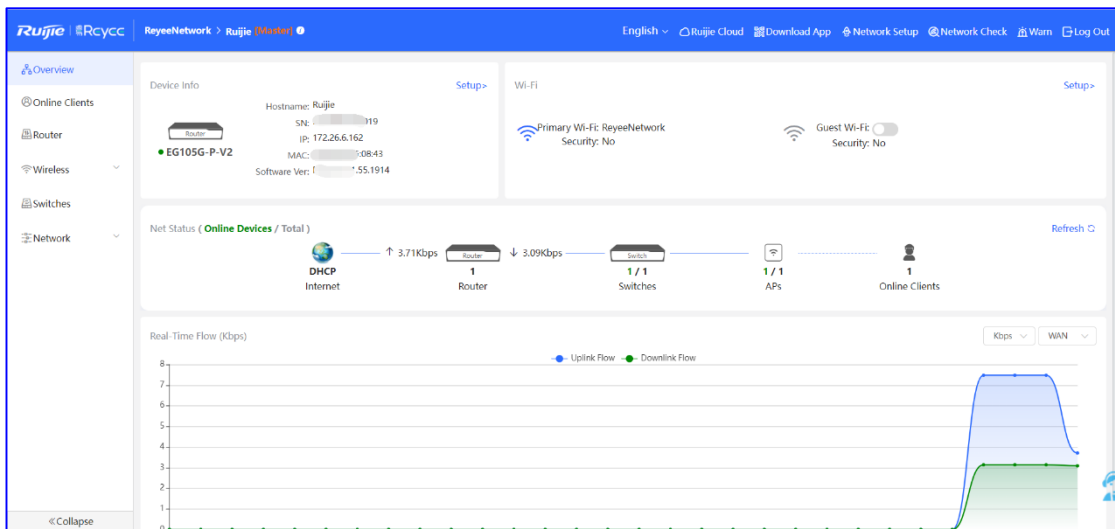 Ruijie Rcycc ReyeeNetwork > Ruijie [Master] English Ruijie Cloud Download App Network Setup Network Check Warn Log Out
Overview
Online Clients
Router
Wireless
Switches
Network
«Collapse
Device Info Setup>
Router
EG105G-P-V2
Hostname: Ruijie
SN: 319
IP: 172.26.6.162
MAC: :08:43
Software Ver: .55.1914
Wi-Fi Setup>
Primary Wi-Fi: ReyeeNetwork
Security: No
Guest Wi-Fi:
Security: No
Net Status ( Online Devices / Total ) Refresh
↑ 3.71Kbps Router ↓ 3.09Kbps Switch
DHCP 1 1 / 1 1 / 1 1
Internet Router Switches APs Online Clients
Real-Time Flow (Kbps) Kbps WAN
Uplink Flow Downlink Flow
8
7
6
5
4
3
2
1
0